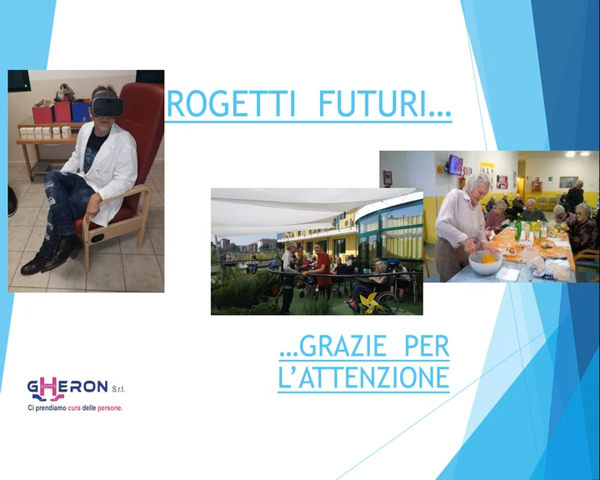 ROGETTI FUTURI…
…GRAZIE PER
L’ATTENZIONE
GHERON S.r.l.
Ci prendiamo cura delle persone.